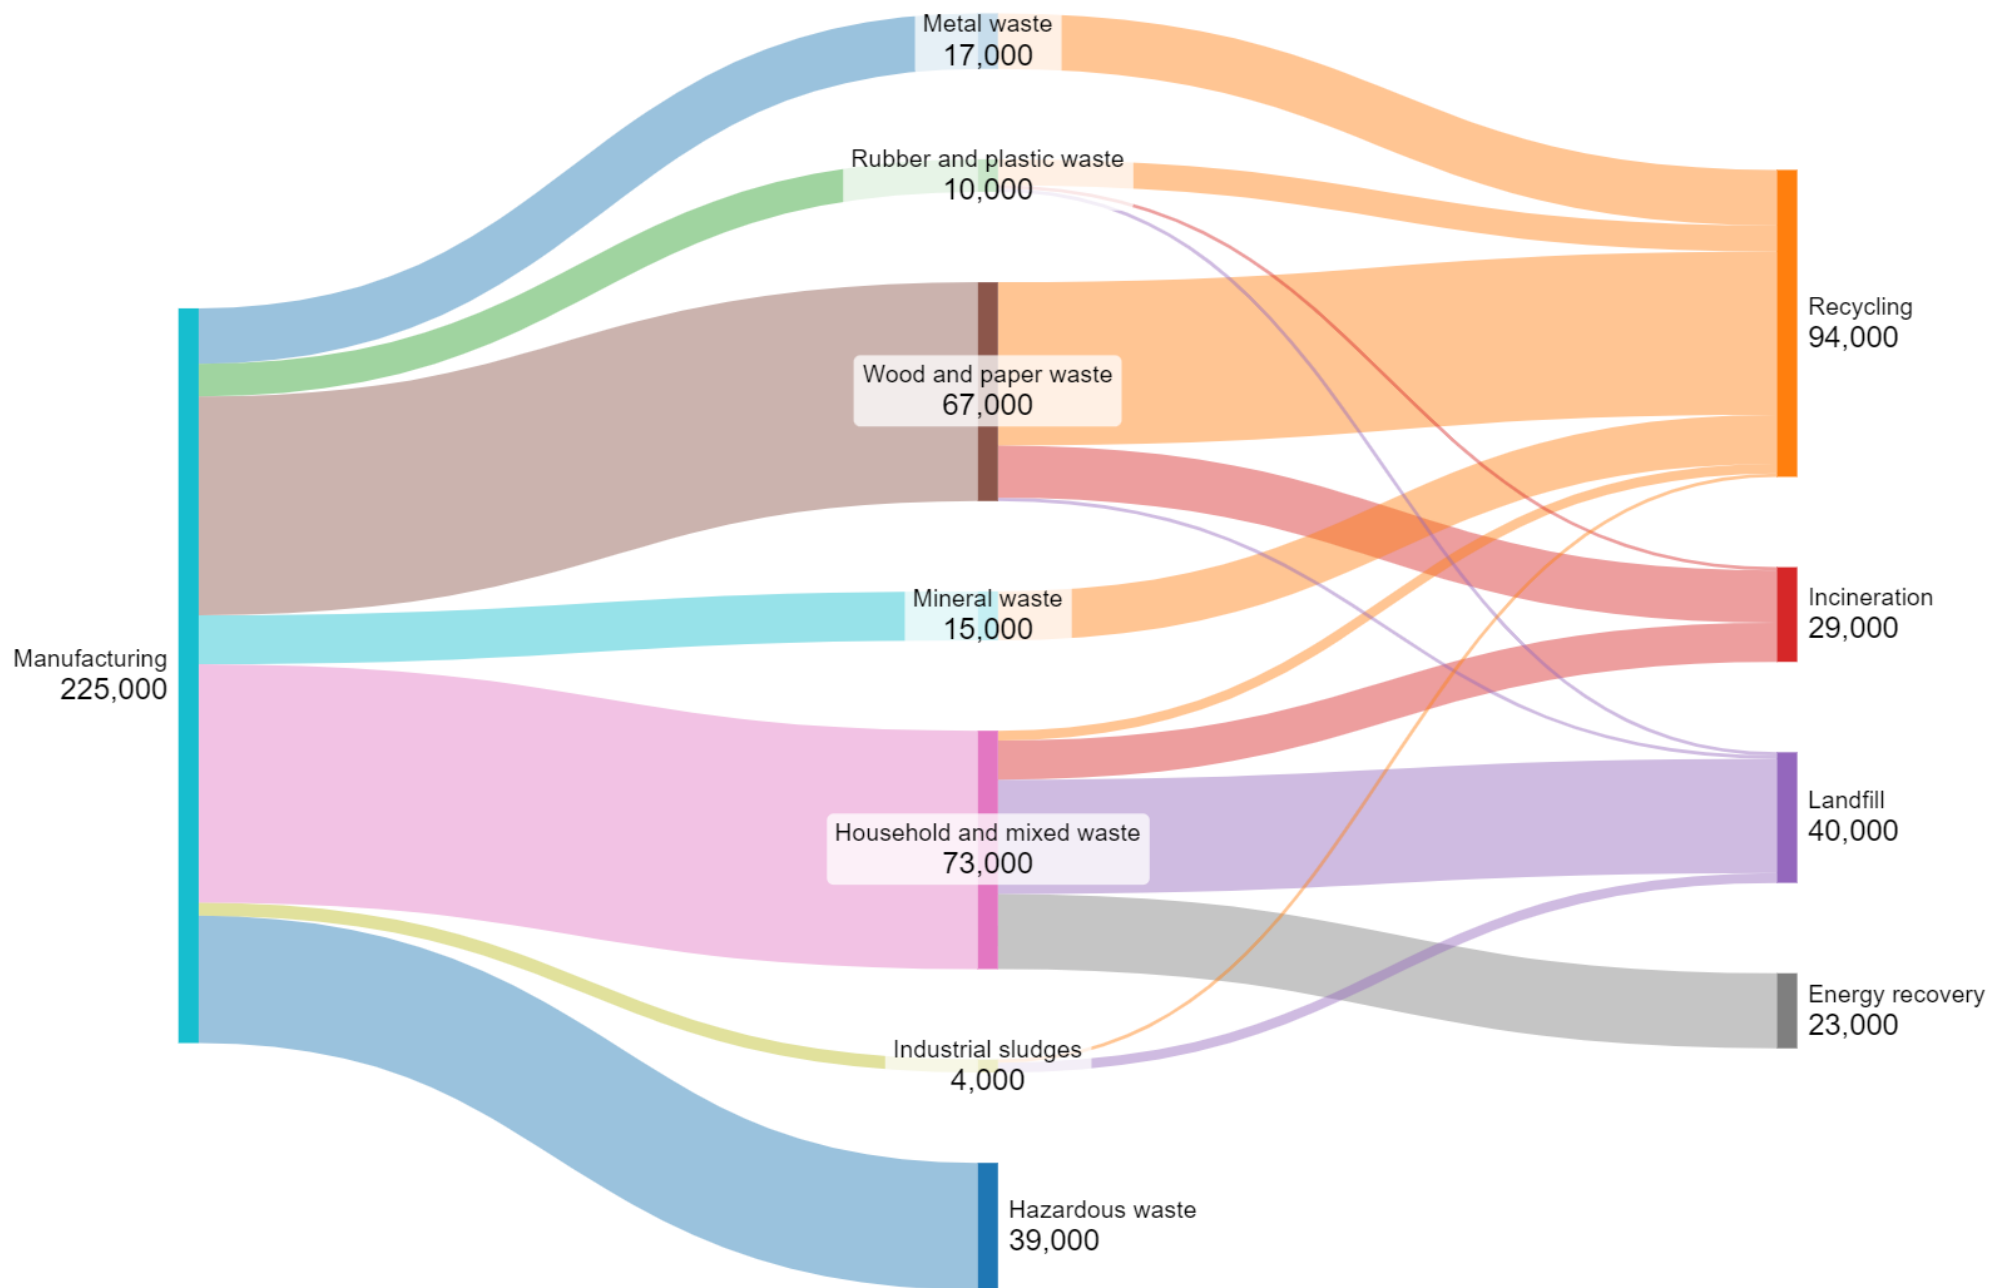 Metal waste
17,000
Rubber and plastic waste
10,000
Recycling
94,000
Wood and paper waste
67,000
Incineration
29,000
Mineral waste
15,000
Manufacturing
225,000
Landfill
40,000
Household and mixed waste
73,000
Energy recovery
23,000
Industrial sludges
4,000
Hazardous waste
39,000